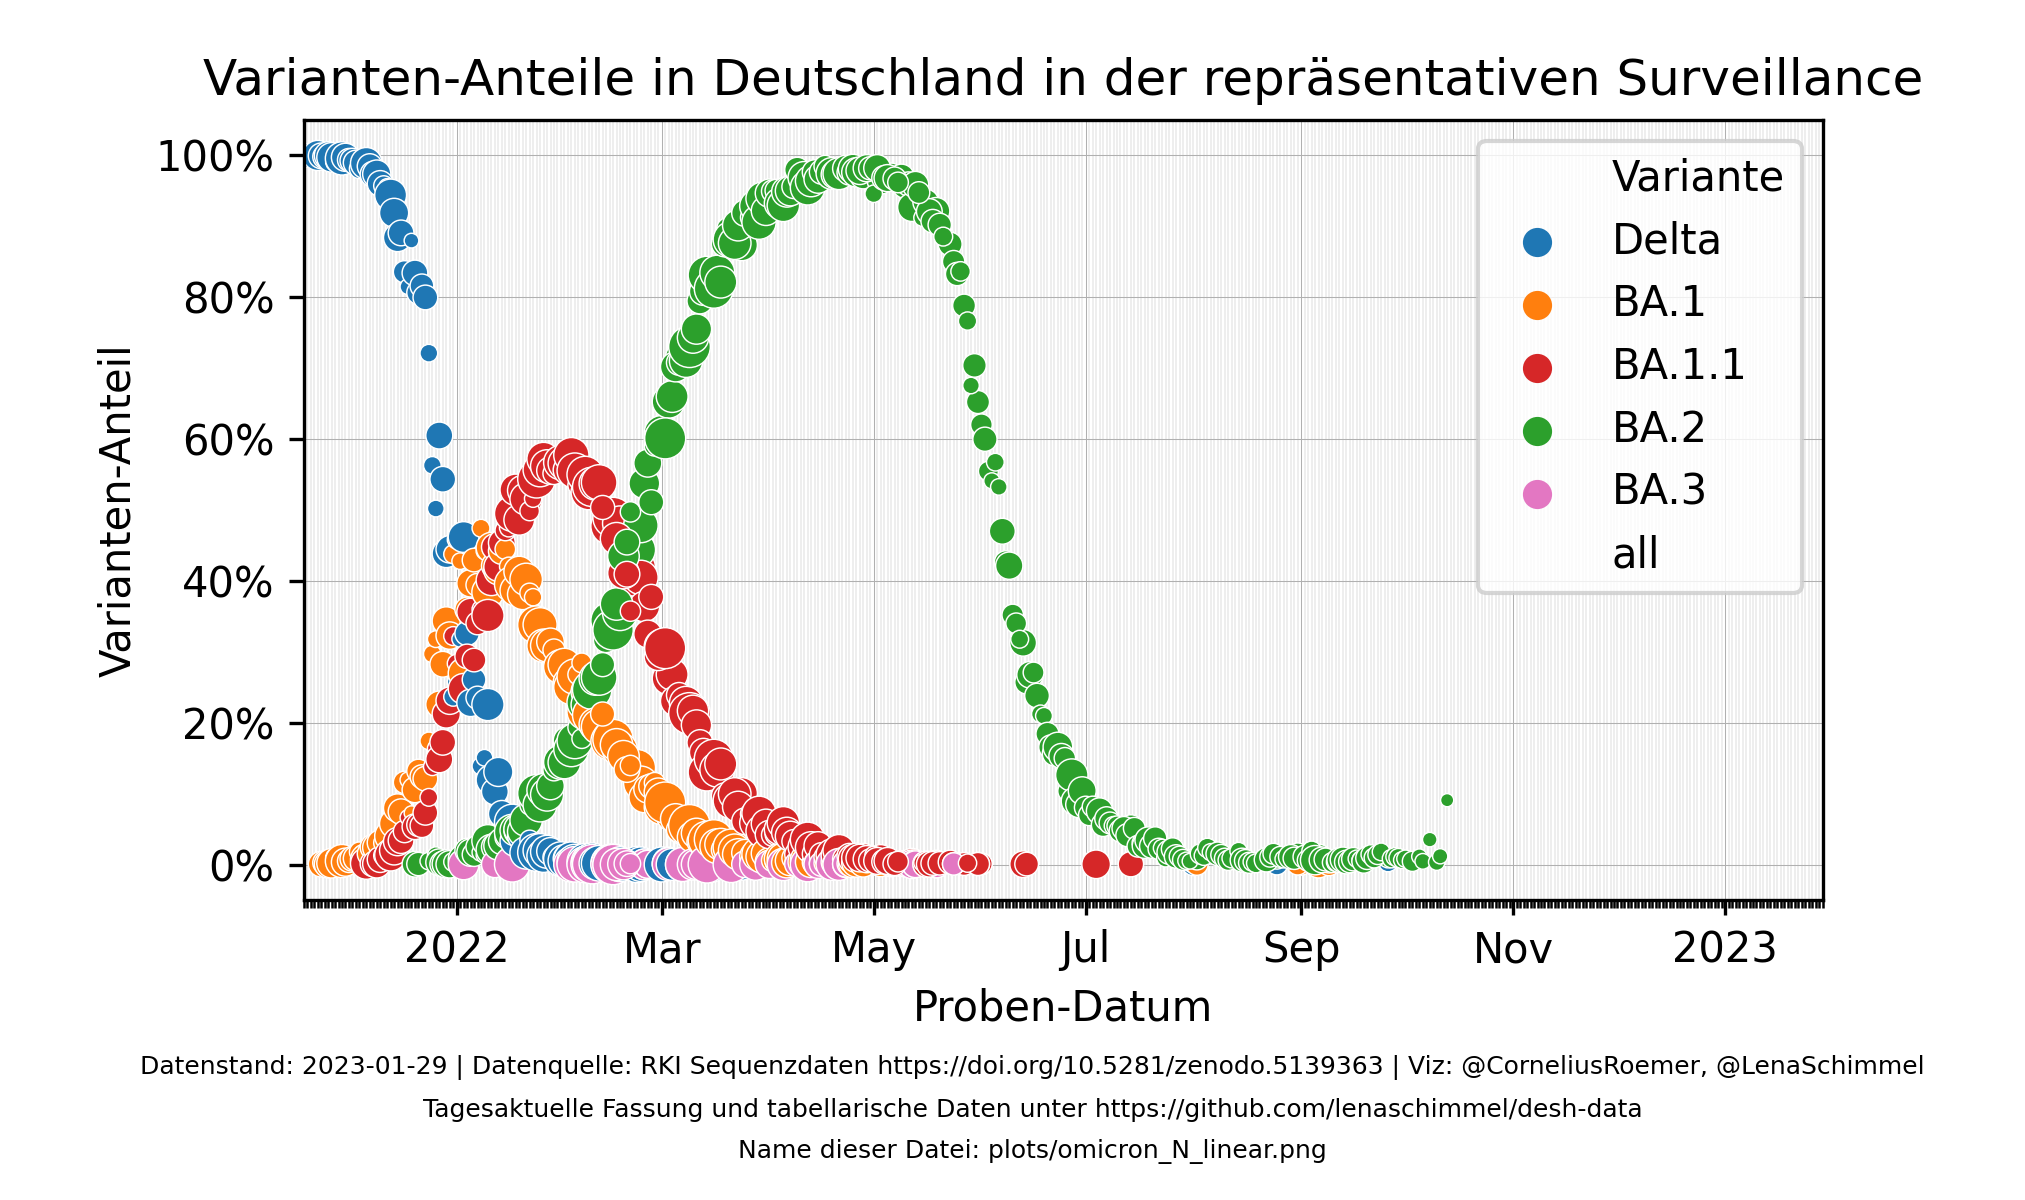 Varianten-Anteile in Deutschland in der repräsentativen Surveillance
100%
80%
60%
40%
20%
0%
Varianten-Anteil
Variante
Delta
BA.1
BA.1.1
BA.2
BA.3
all
2022 Mar May Jul Sep Nov 2023
Proben-Datum
Datenstand: 2023-01-29 | Datenquelle: RKI Sequenzdaten https://doi.org/10.5281/zenodo.5139363 | Viz: @CorneliusRoemer, @LenaSchimmel
Tagesaktuelle Fassung und tabellarische Daten unter https://github.com/lenaschimmel/desh-data
Name dieser Datei: plots/omicron_N_linear.png